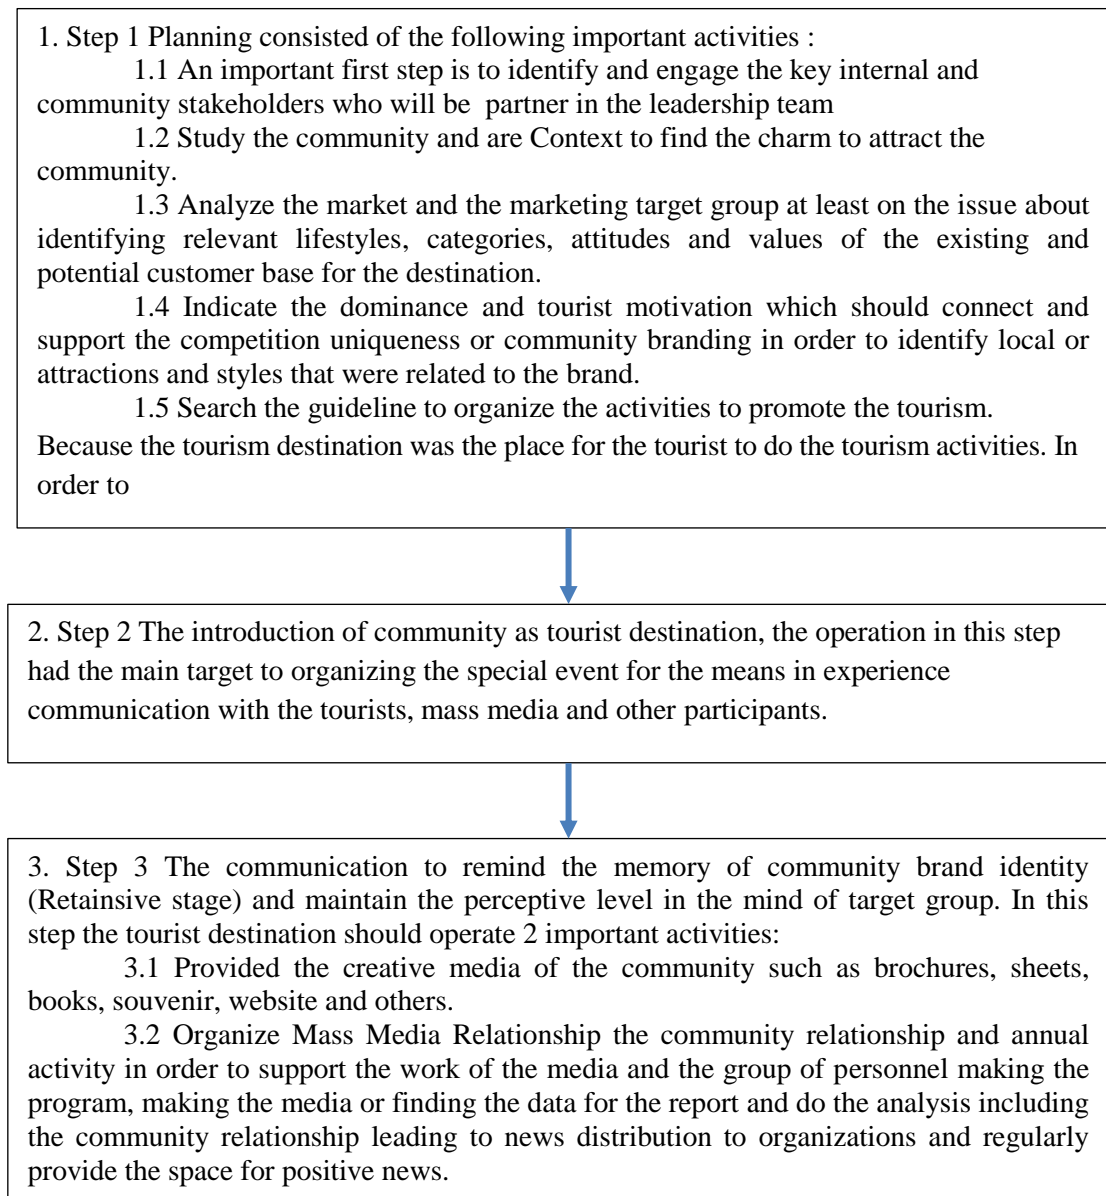 1. Step 1 Planning consisted of the following important activities :
1.1 An important first step is to identify and engage the key internal and
community stakeholders who will be partner in the leadership team
1.2 Study the community and are Context to find the charm to attract the
community.
1.3 Analyze the market and the marketing target group at least on the issue about
identifying relevant lifestyles, categories, attitudes and values of the existing and
potential customer base for the destination.
1.4 Indicate the dominance and tourist motivation which should connect and
support the competition uniqueness or community branding in order to identify local or
attractions and styles that were related to the brand.
1.5 Search the guideline to organize the activities to promote the tourism.
Because the tourism destination was the place for the tourist to do the tourism activities. In
order to
2. Step 2 The introduction of community as tourist destination, the operation in this step
had the main target to organizing the special event for the means in experience
communication with the tourists, mass media and other participants.
3. Step 3 The communication to remind the memory of community brand identity
(Retainsive stage) and maintain the perceptive level in the mind of target group. In this
step the tourist destination should operate 2 important activities:
3.1 Provided the creative media of the community such as brochures, sheets,
books, souvenir, website and others.
3.2 Organize Mass Media Relationship the community relationship and annual
activity in order to support the work of the media and the group of personnel making the
program, making the media or finding the data for the report and do the analysis including
the community relationship leading to news distribution to organizations and regularly
provide the space for positive news.